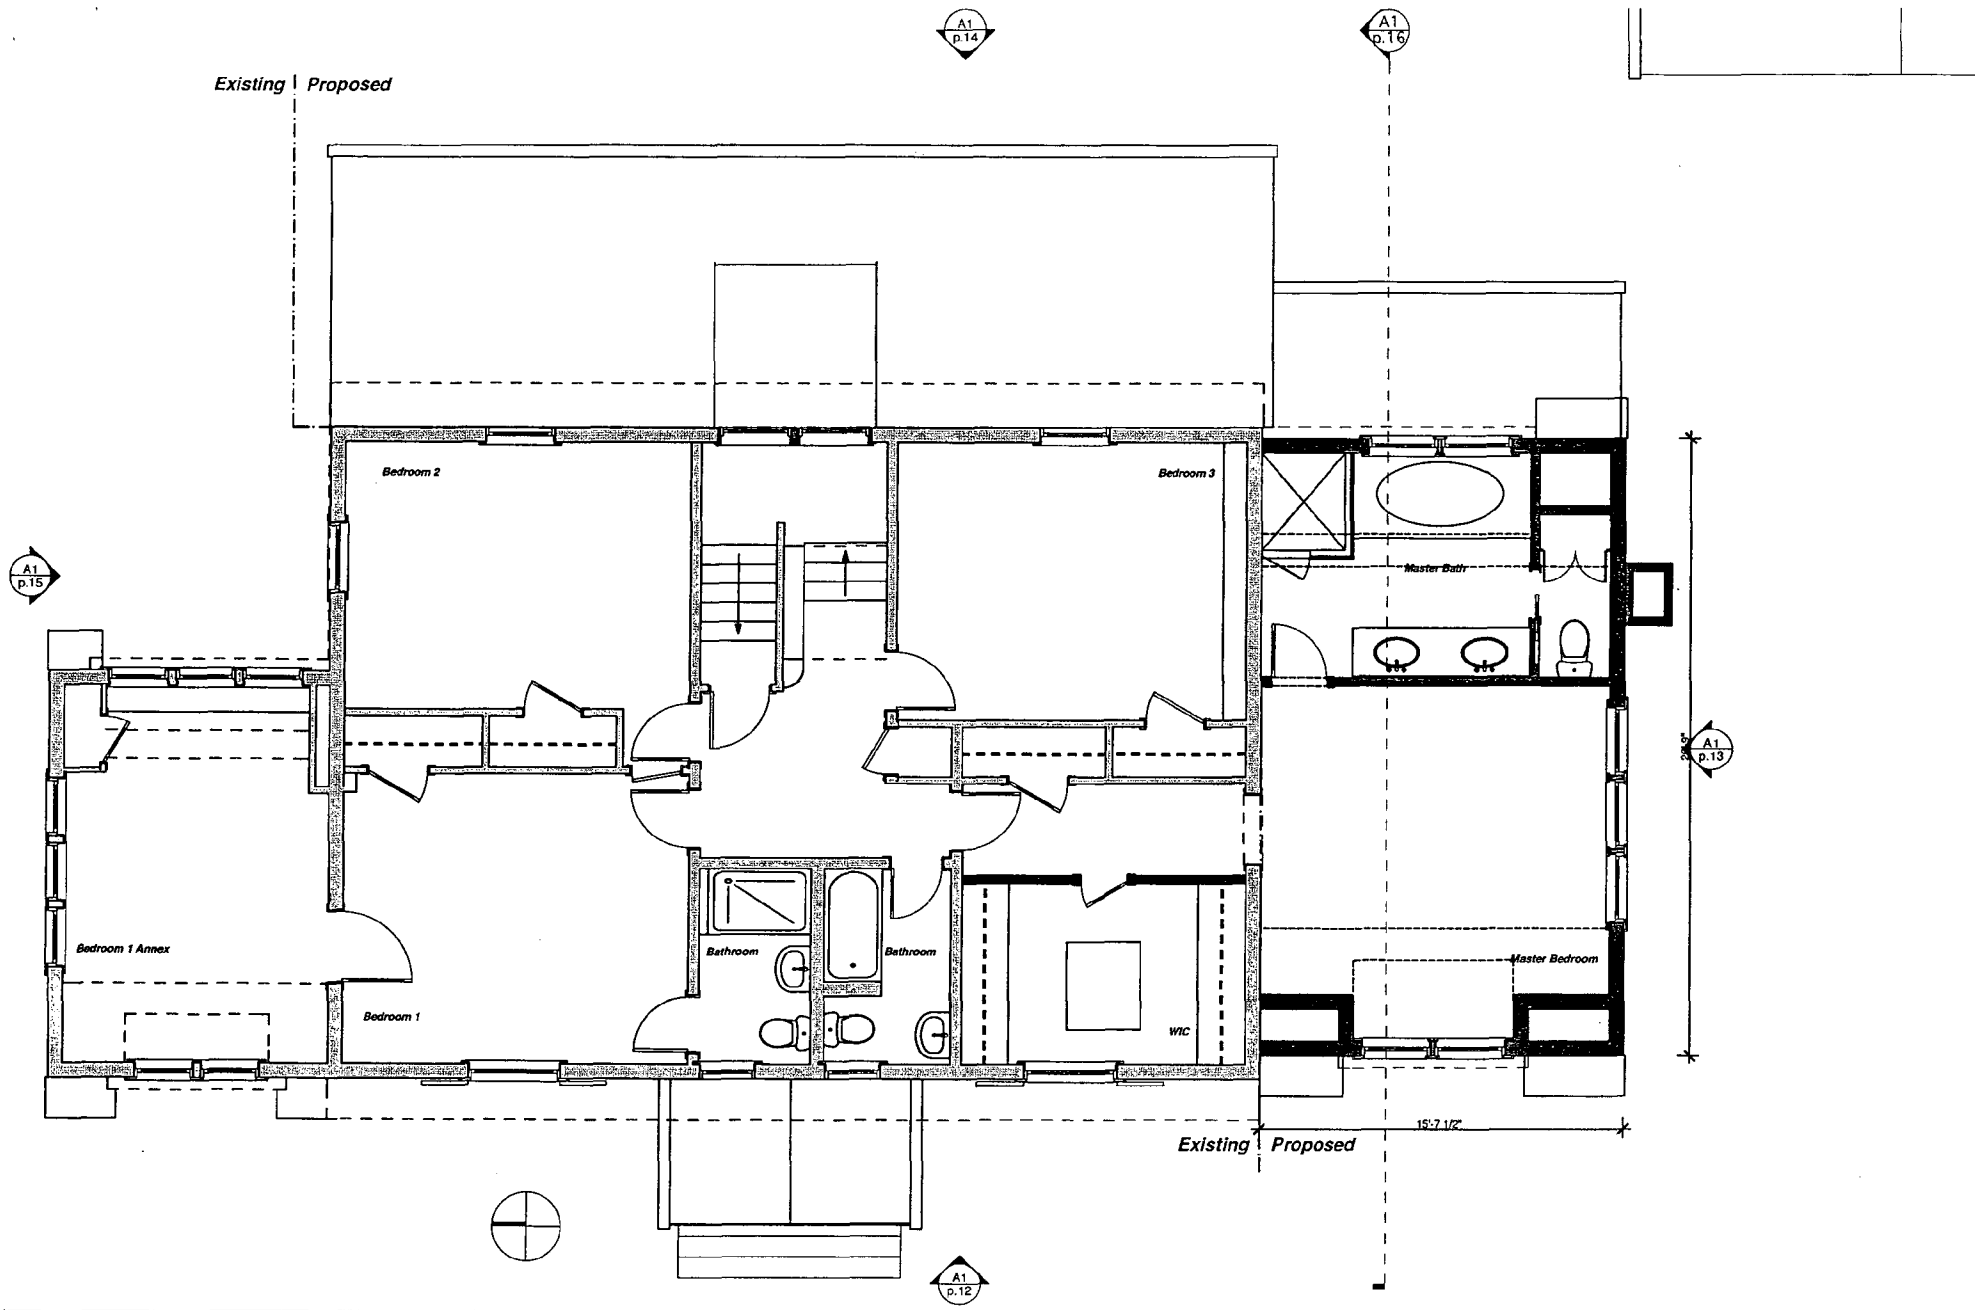 A1
p.14
A1
p.16
Existing
Proposed
Bedroom 2
Bedroom 3
Master Bath
A1
p.15
A1
p.13
Bedroom 1 Annex
Bathroom
Bathroom
Master Bedroom
Bedroom 1
WIC
15'-7 1/2"
Existing
Proposed
A1
p.12